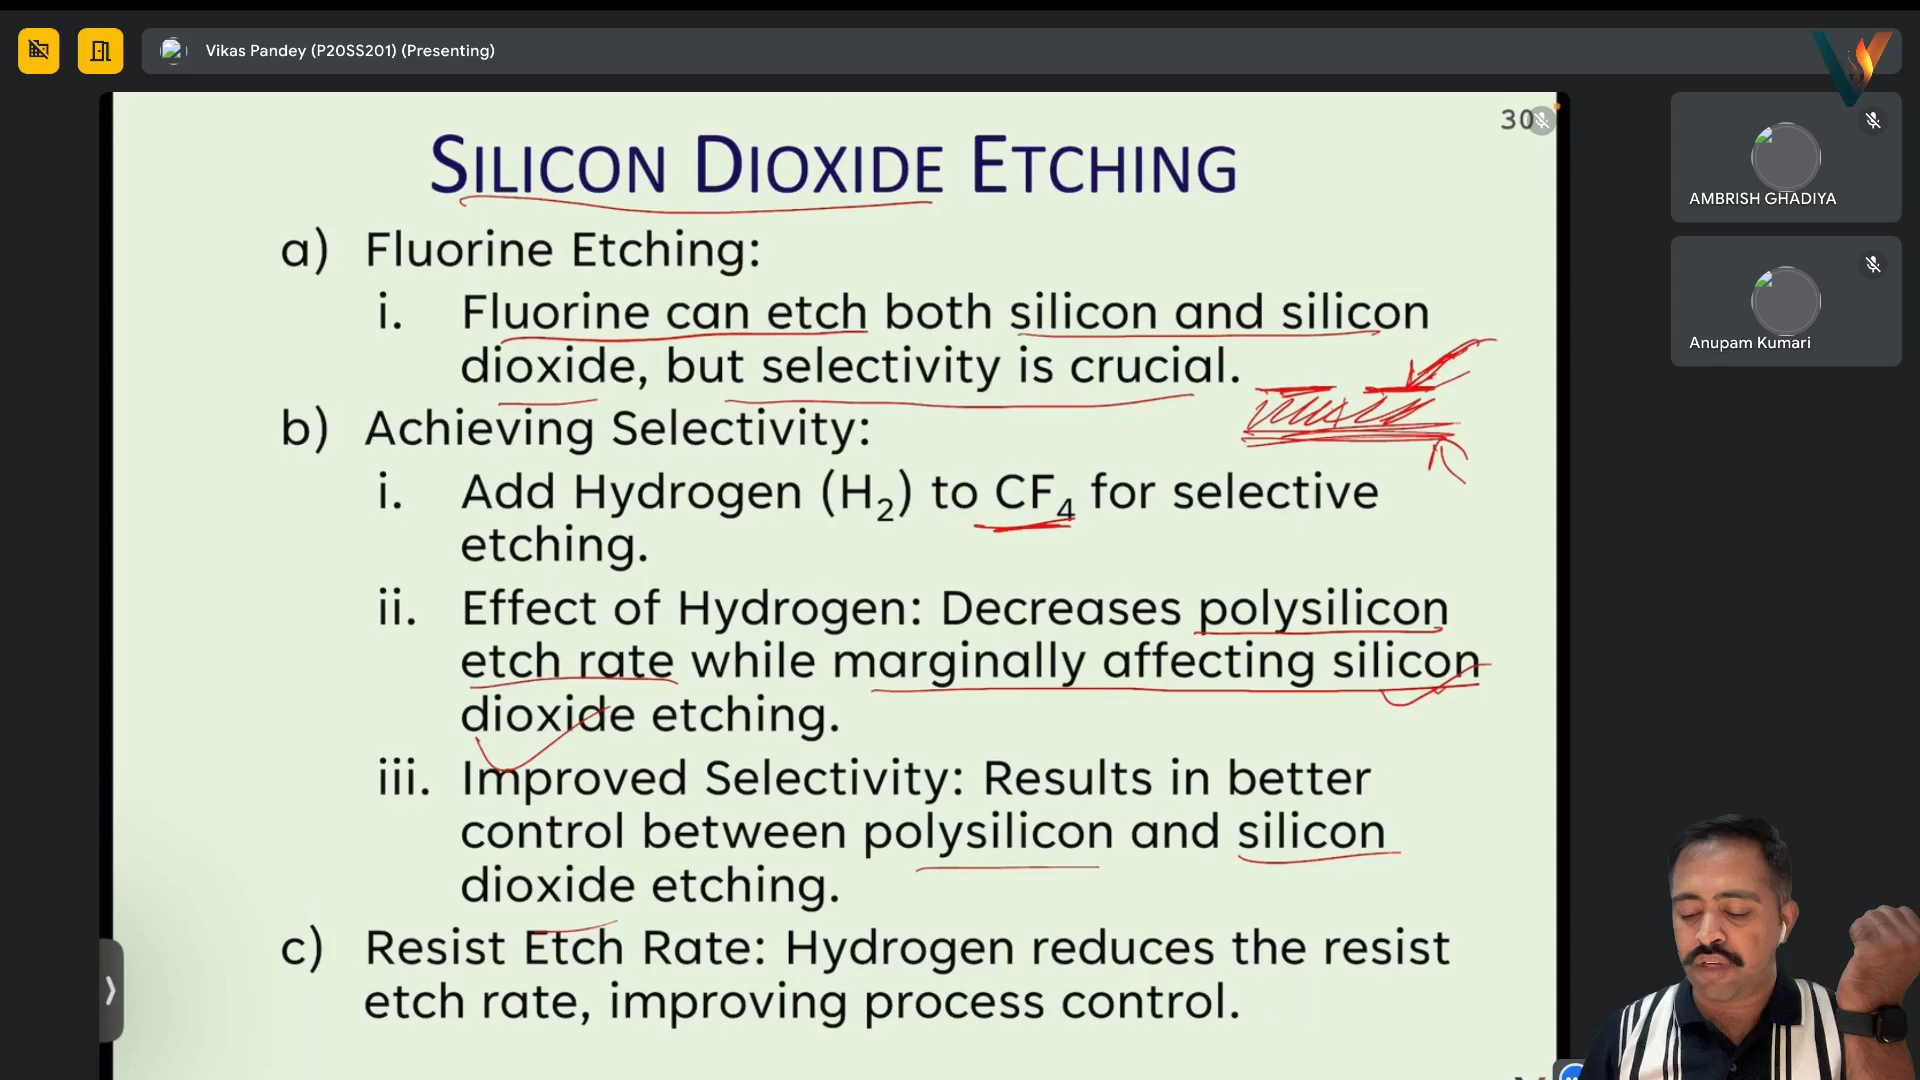 Vikas Pandey (P20SS201) (Presenting)
30
SILICON DIOXIDE ETCHING
a) Fluorine Etching:
i. Fluorine can etch both silicon and silicon
dioxide, but selectivity is crucial.
b) Achieving Selectivity:
i. Add Hydrogen (H₂) to CF₄ for selective
etching.
ii. Effect of Hydrogen: Decreases polysilicon
etch rate while marginally affecting silicon
dioxide etching.
iii. Improved Selectivity: Results in better
control between polysilicon and silicon
dioxide etching.
c) Resist Etch Rate: Hydrogen reduces the resist
etch rate, improving process control.
AMBRISH GHADIYA
Anupam Kumari